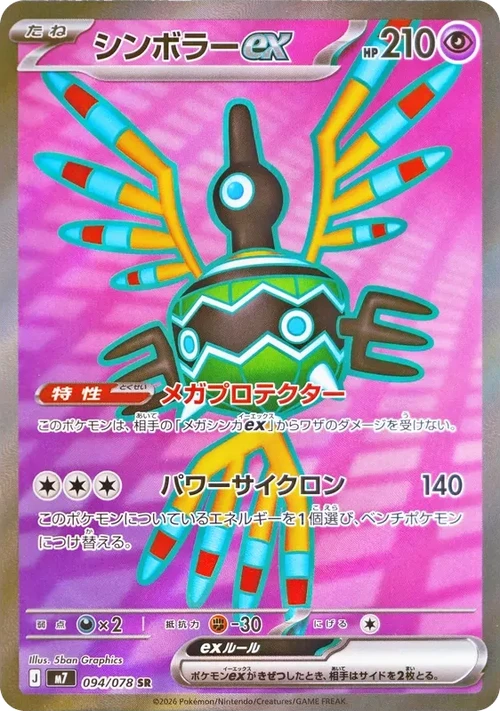 たね シンボラーex HP210
特性 とくせい メガプロテクター
このポケモンは、相手の「メガシンカex」からワザのダメージを受けない。
パワーサイクロン 140
このポケモンについているエネルギーを1個選び、ベンチポケモン
につけ替える。
弱点 ×2 抵抗力 -30 にげる
exルール
ポケモンexがきぜつしたとき、相手はサイドを2枚とる。
Illus. 5ban Graphics
J m7 094/078 SR
©2026 Pokémon/Nintendo/Creatures/GAME FREAK.